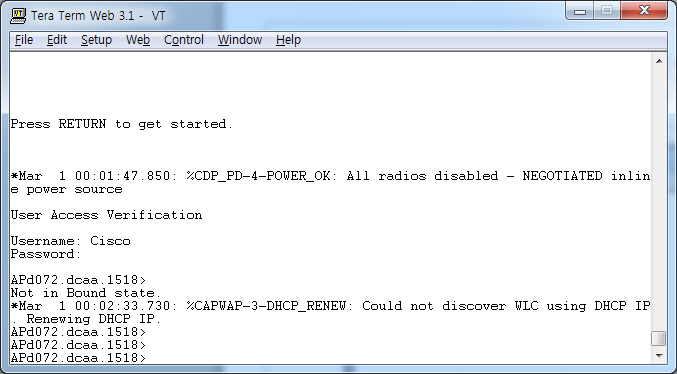 Tera Term Web 3.1 - VT
File Edit Setup Web Control Window Help
Press RETURN to get started.
*Mar  1 00:01:47.850: %CDP_PD-4-POWER_OK: All radios disabled - NEGOTIATED inlin
e power source
User Access Verification
Username: Cisco
Password:
APd072.dcaa.1518>
Not in Bound state.
*Mar  1 00:02:33.730: %CAPWAP-3-DHCP_RENEW: Could not discover WLC using DHCP IP
. Renewing DHCP IP.
APd072.dcaa.1518>
APd072.dcaa.1518>
APd072.dcaa.1518>